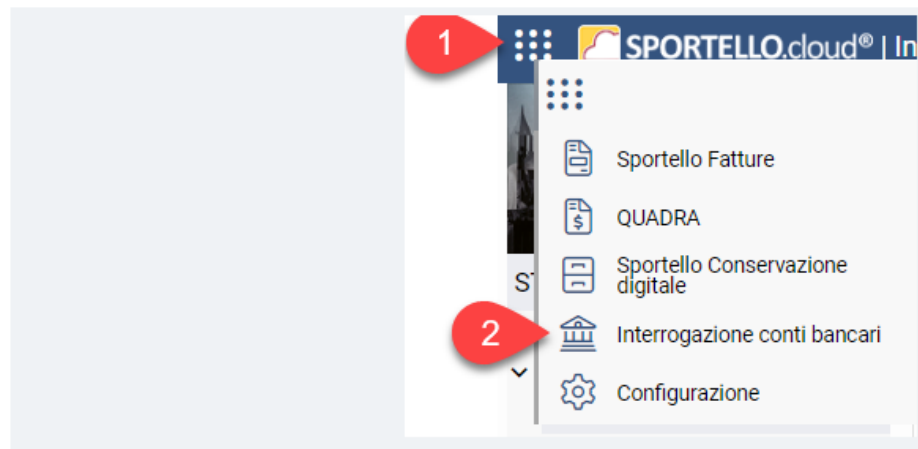 1
SPORTELLO.cloud® | In
Sportello Fatture
$
QUADRA
Sportello Conservazione
digitale
2
Interrogazione conti bancari
Configurazione